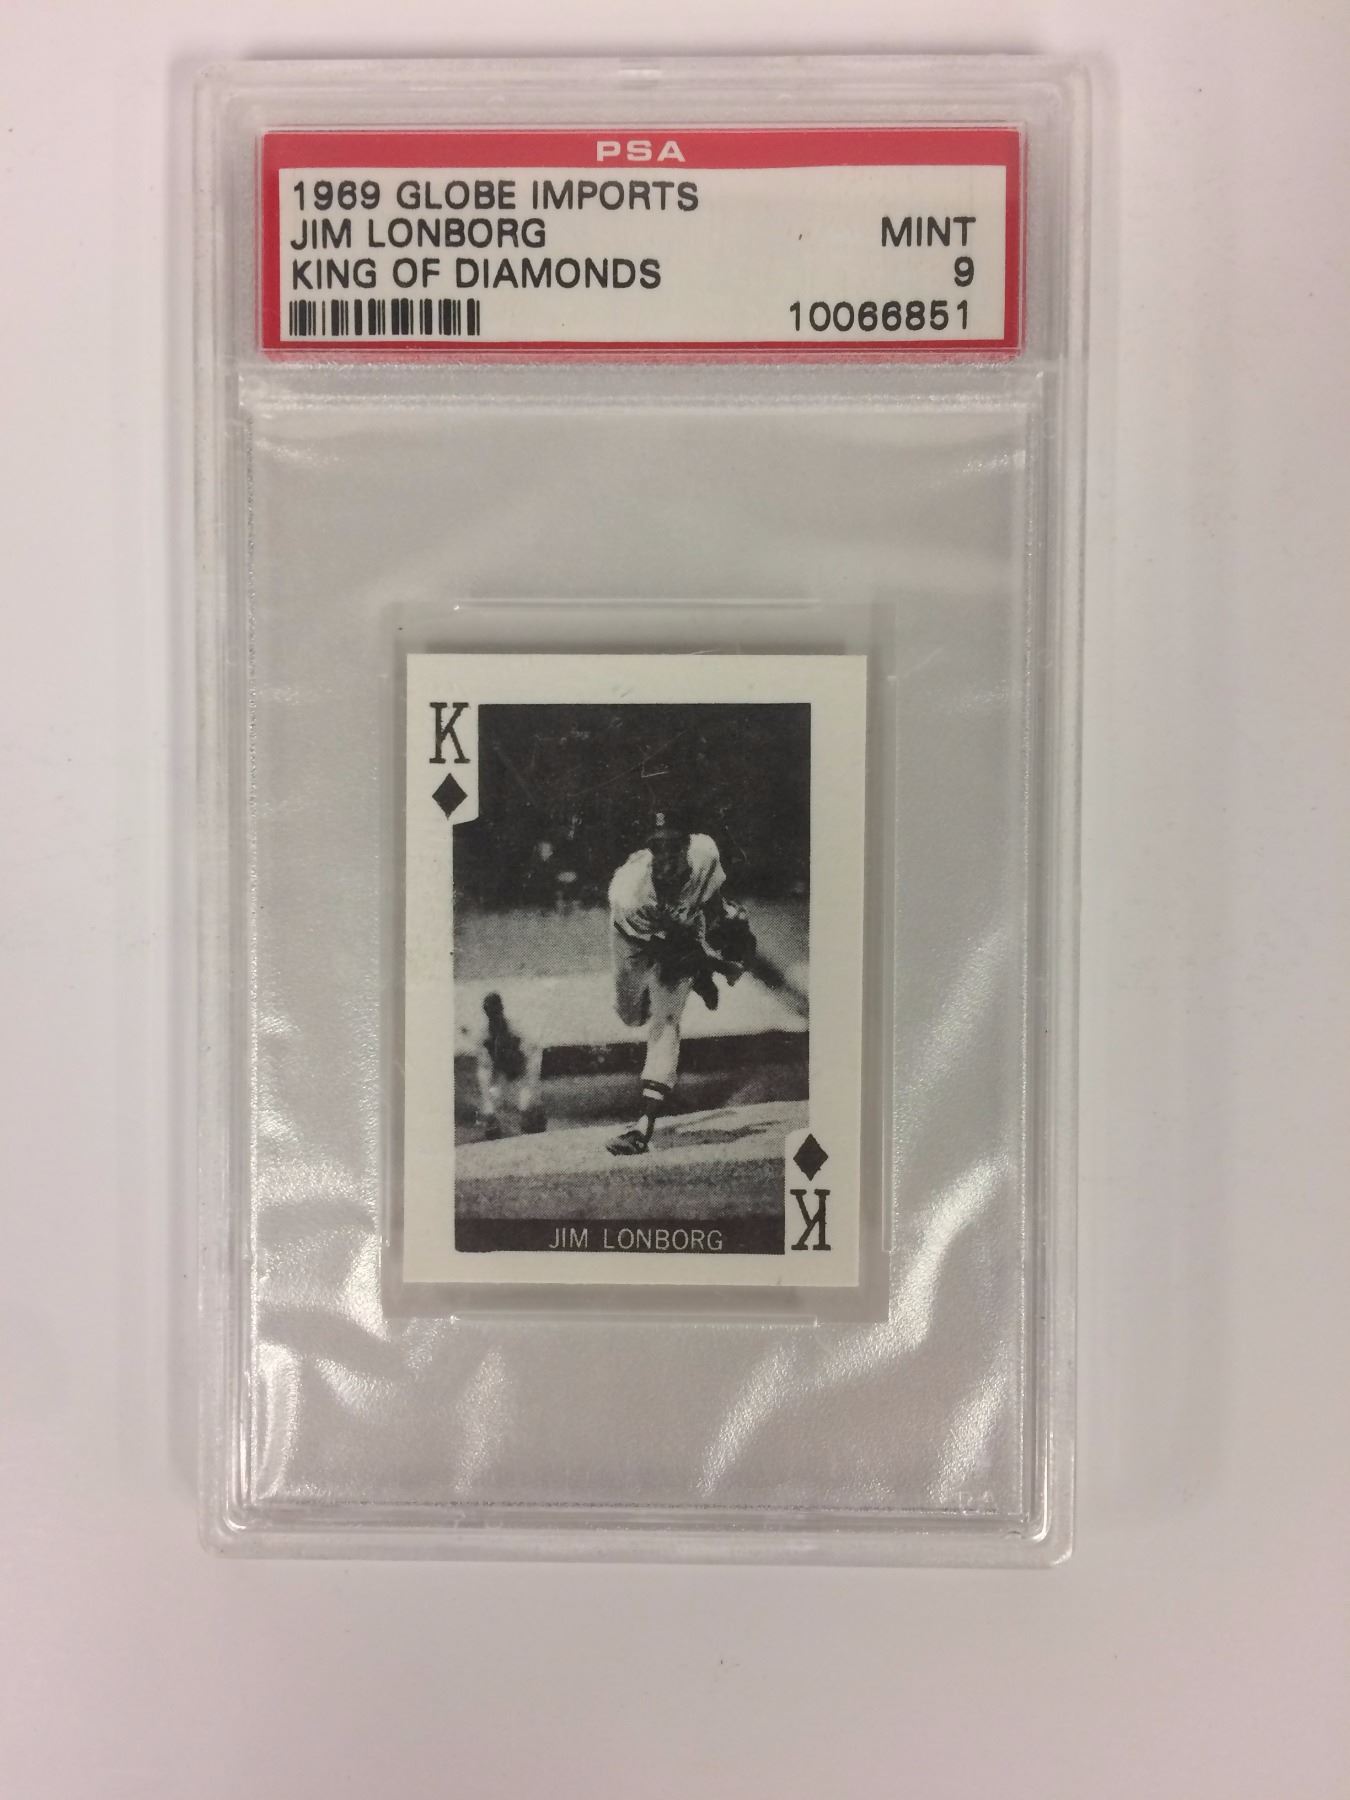 PSA
1969 GLOBE IMPORTS
JIM LONBORG MINT
KING OF DIAMONDS 9
10066851
K
K
JIM LONBORG